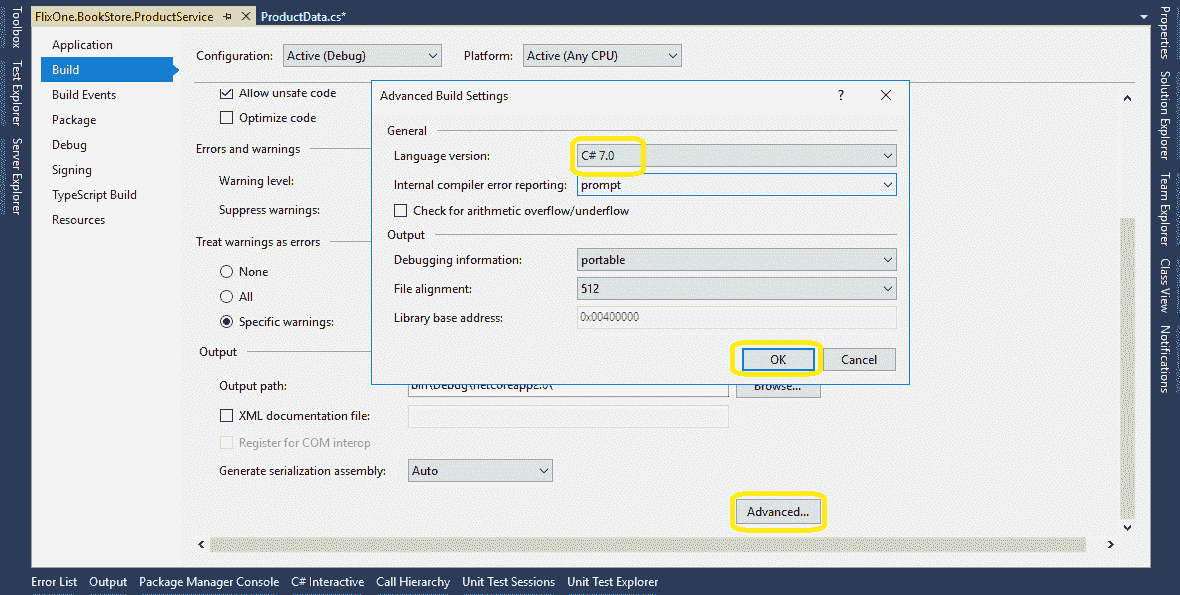 FlixOne.BookStore.ProductService
ProductData.cs*
Toolbox
Test Explorer
Server Explorer
Application
Build
Build Events
Package
Debug
Signing
TypeScript Build
Resources
Configuration: Active (Debug) Platform: Active (Any CPU)
Allow unsafe code
Optimize code
Errors and warnings
Warning level:
Suppress warnings:
Treat warnings as errors
None
All
Specific warnings:
Output
Output path: bin\Debug\netcoreapp2.0\ Browse...
XML documentation file:
Register for COM interop
Generate serialization assembly: Auto
Advanced...
Advanced Build Settings ?
General
Language version: C# 7.0
Internal compiler error reporting: prompt
Check for arithmetic overflow/underflow
Output
Debugging information: portable
File alignment: 512
Library base address: 0x00400000
OK Cancel
Properties
Solution Explorer
Team Explorer
Class View
Notifications
Error List Output Package Manager Console C# Interactive Call Hierarchy Unit Test Sessions Unit Test Explorer